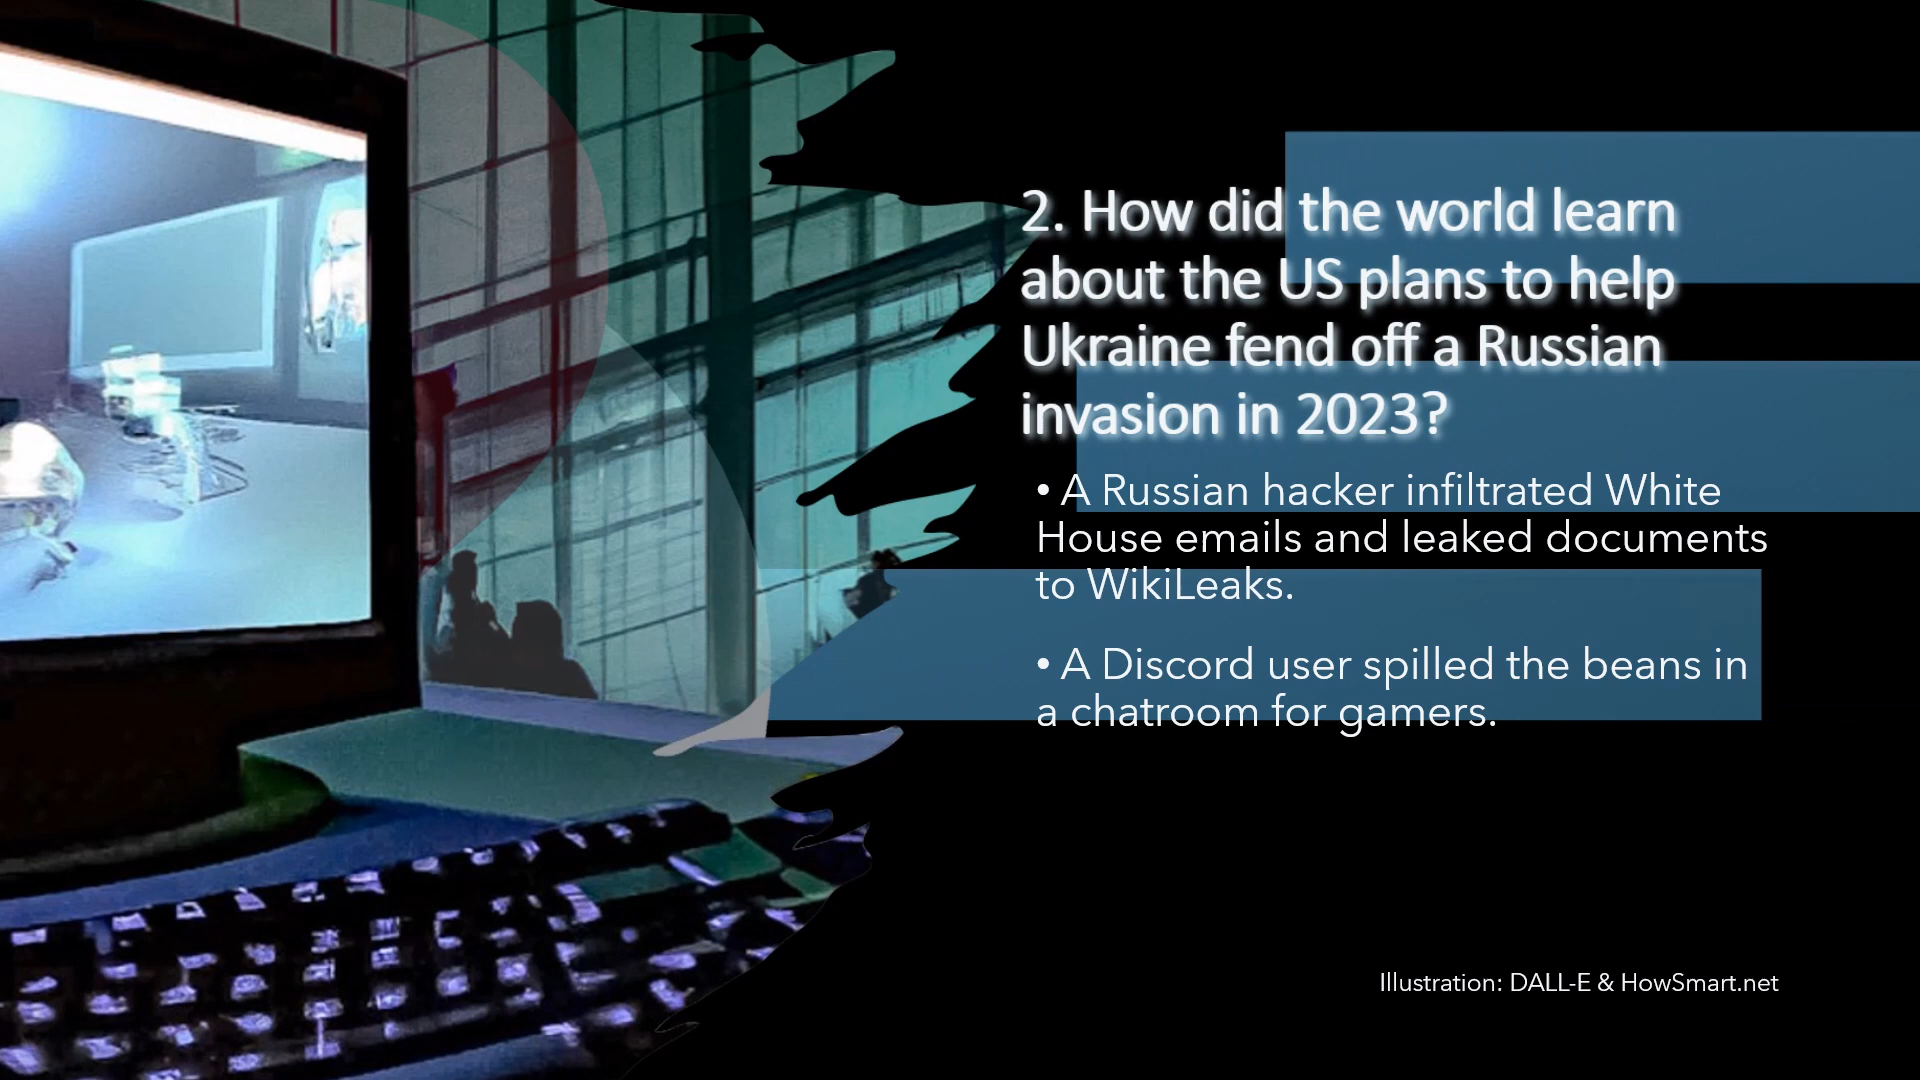 2. How did the world learn
about the US plans to help
Ukraine fend off a Russian
invasion in 2023?
• A Russian hacker infiltrated White
House emails and leaked documents
to WikiLeaks.
• A Discord user spilled the beans in
a chatroom for gamers.
Illustration: DALL-E & HowSmart.net